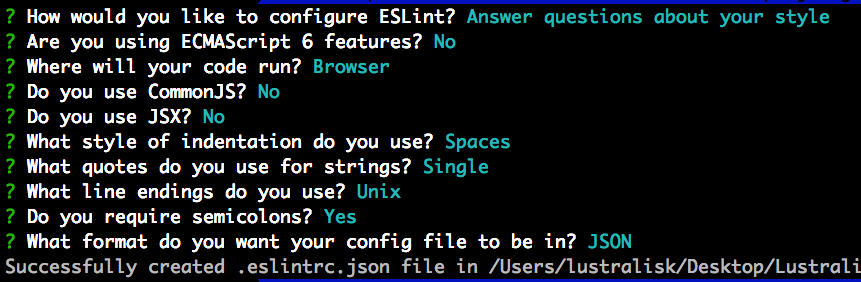 ? How would you like to configure ESLint? Answer questions about your style
? Are you using ECMAScript 6 features? No
? Where will your code run? Browser
? Do you use CommonJS? No
? Do you use JSX? No
? What style of indentation do you use? Spaces
? What quotes do you use for strings? Single
? What line endings do you use? Unix
? Do you require semicolons? Yes
? What format do you want your config file to be in? JSON
Successfully created .eslintrc.json file in /Users/lustralisk/Desktop/Lustrali